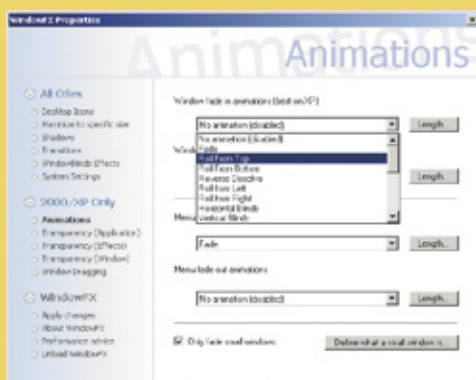 WindowFX Properties
Animations
All OSes
Desktop Icons
Maximize to specific size
Shadows
Transitions
WindowBlinds Effects
System Settings
2000/XP Only
Animations
Transparency (Application)
Transparency (Effects)
Transparency (Window)
Window Dragging
WindowFX
Apply changes
About WindowFX
Performance advice
Unload WindowFX
Window fade in animations (best on XP)
No animation (disabled)
Length...
No animation (disabled)
Fade
Roll from Top
Roll from Bottom
Reverse Dissolve
Roll from Left
Roll from Right
Horizontal Blinds
Vertical Blinds
Wind
Length...
Menu
Fade
Length...
Menu fade out animations
No animation (disabled)
Length...
Only fade small windows
Define what a small window is...